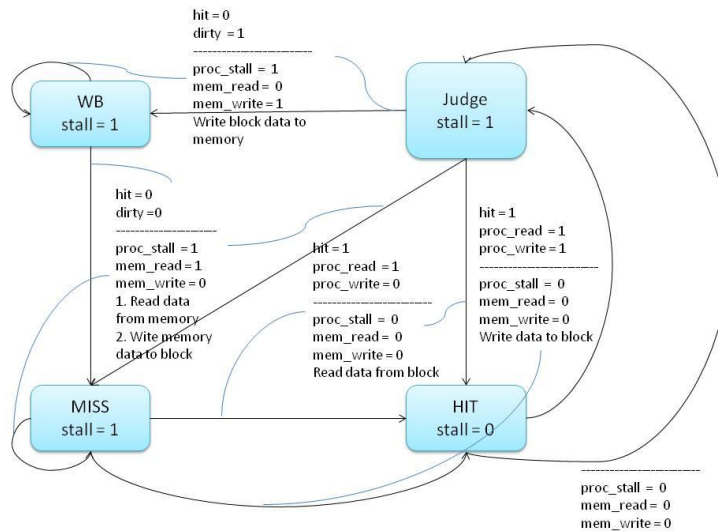 hit = 0
dirty = 1
-------------------------
proc_stall = 1
mem_read = 0
mem_write = 1
Write block data to
memory
WB
stall = 1
Judge
stall = 1
hit = 0
dirty =0
---------------------
proc_stall = 1
mem_read = 1
mem_write = 0
1. Read data
from memory
2. Wite memory
data to block
hit = 1
proc_read = 1
proc_write = 0
-------------------------
proc_stall = 0
mem_read = 0
mem_write = 0
Read data from block
hit = 1
proc_read = 1
proc_write = 1
-------------------------
proc_stall = 0
mem_read = 0
mem_write = 0
Write data to block
MISS
stall = 1
HIT
stall = 0
-------------------------
proc_stall = 0
mem_read = 0
mem_write = 0